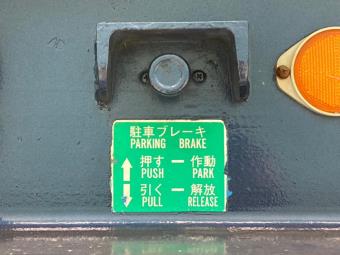 駐車ブレーキ
PARKING BRAKE
押す ー 作動
PUSH PARK
引く ー 解放
PULL RELEASE